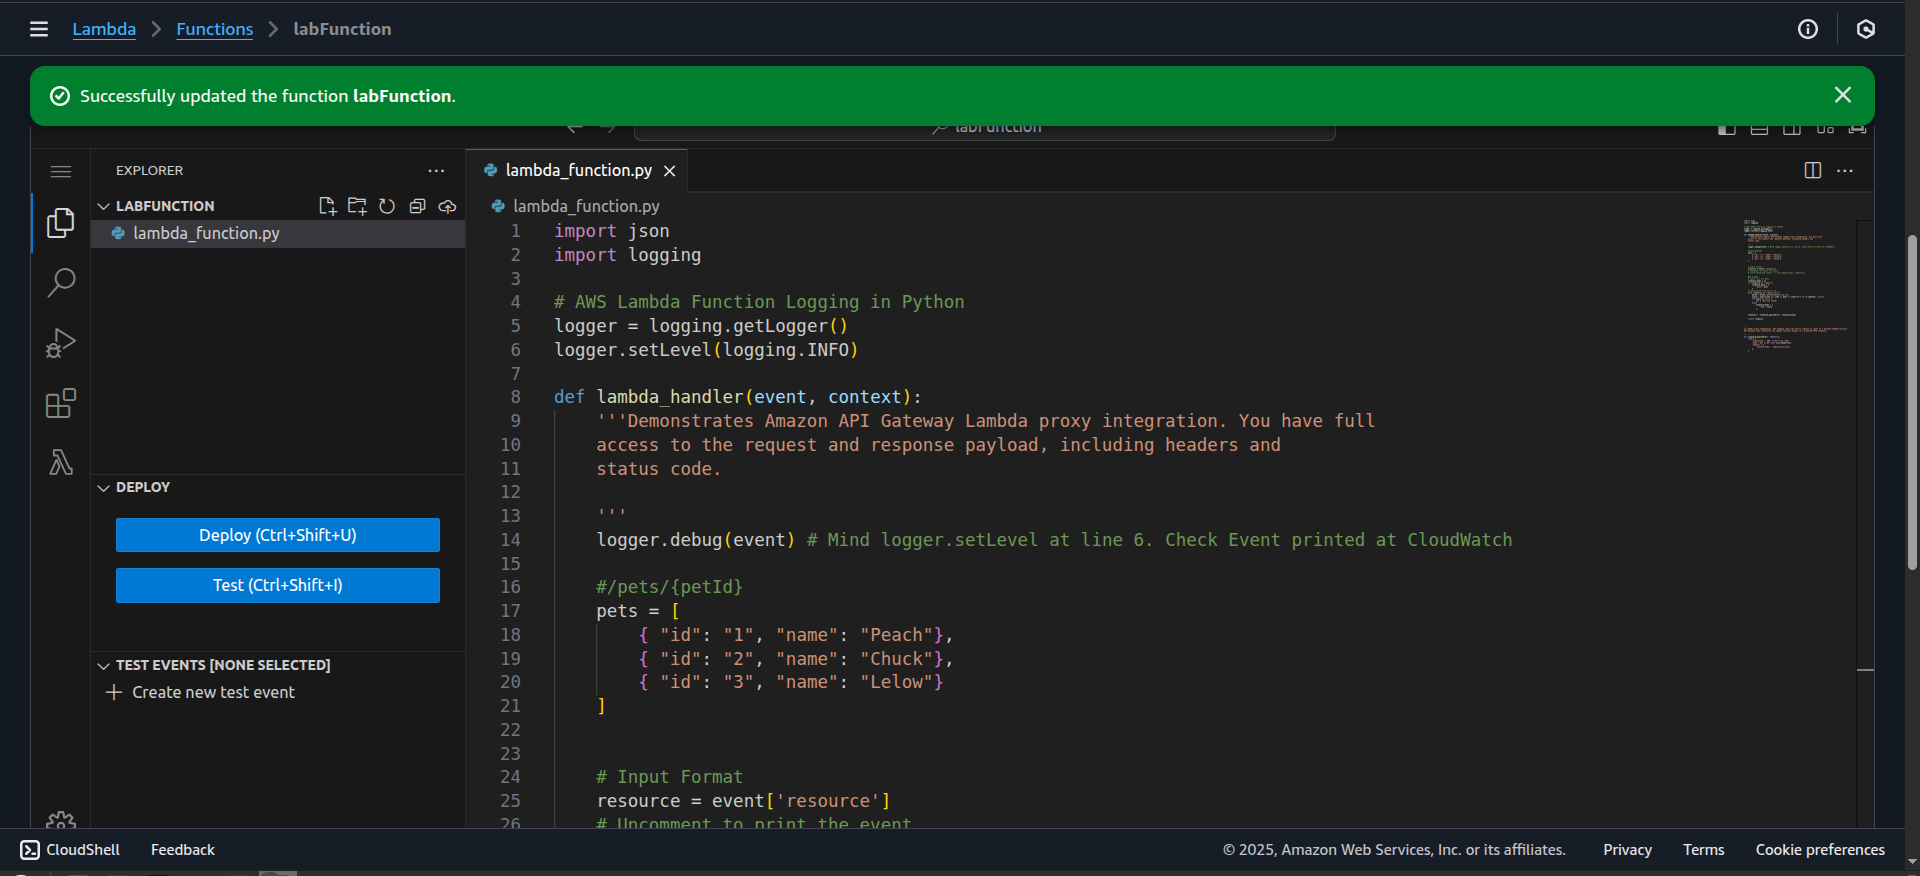 Lambda Functions labFunction
Successfully updated the function labFunction.
labFunction
EXPLORER
LABFUNCTION
lambda_function.py
DEPLOY
Deploy (Ctrl+Shift+U)
Test (Ctrl+Shift+I)
TEST EVENTS [NONE SELECTED]
Create new test event
lambda_function.py
lambda_function.py
1 import json
2 import logging
3
4 # AWS Lambda Function Logging in Python
5 logger = logging.getLogger()
6 logger.setLevel(logging.INFO)
7
8 def lambda_handler(event, context):
9 '''Demonstrates Amazon API Gateway Lambda proxy integration. You have full
10 access to the request and response payload, including headers and
11 status code.
12
13 '''
14 logger.debug(event) # Mind logger.setLevel at line 6. Check Event printed at CloudWatch
15
16 #/pets/{petId}
17 pets = [
18 { "id": "1", "name": "Peach"},
19 { "id": "2", "name": "Chuck"},
20 { "id": "3", "name": "Lelow"}
21 ]
22
23
24 # Input Format
25 resource = event['resource']
26 # Uncomment to print the event
CloudShell Feedback © 2025, Amazon Web Services, Inc. or its affiliates. Privacy Terms Cookie preferences